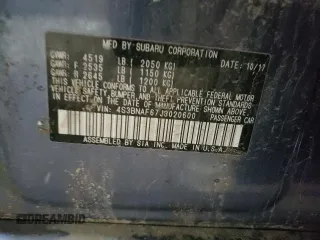 MFD. BY SUBARU CORPORATION
GVWR: 4519 LB ( 2050 KG) DATE: 10/17
GAWR: F 2535 LB ( 1150 KG)
GAWR: R 2645 LB ( 1200 KG)
THIS VEHICLE CONFORMS TO ALL APPLICABLE FEDERAL MOTOR
VEHICLE SAFETY, BUMPER, AND THEFT PREVENTION STANDARDS
IN EFFECT ON THE DATE OF MANUFACTURE SHOWN ABOVE.
VIN: 4S3BNAF67J3020600 PASSENGER CAR
ASSEMBLED BY SIA INC. MADE IN U.S.A.
DREAMBID